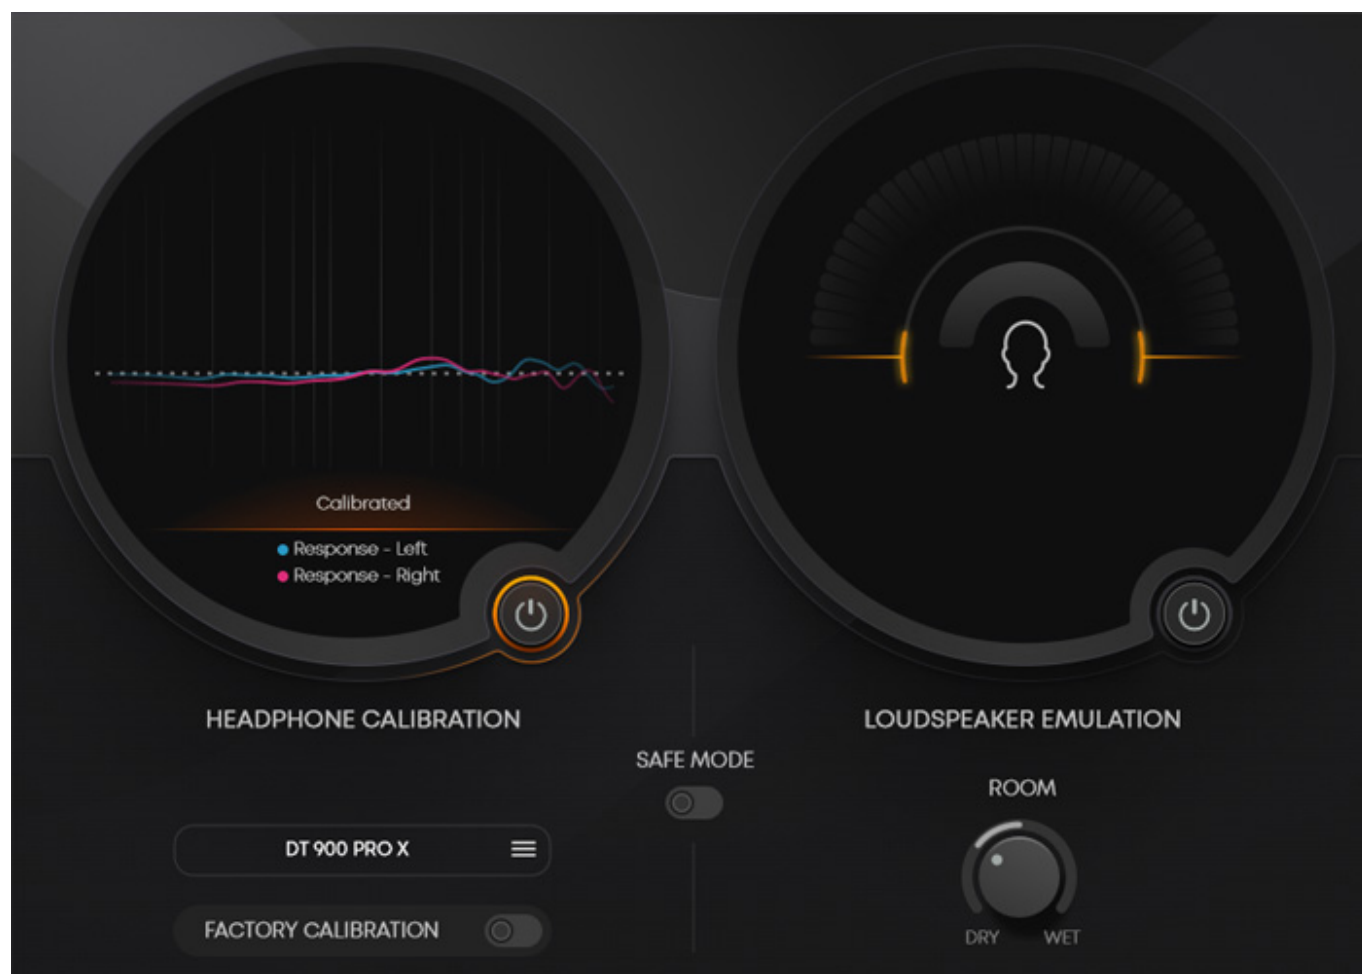 Calibrated
Response - Left
Response - Right
HEADPHONE CALIBRATION
LOUDSPEAKER EMULATION
SAFE MODE
ROOM
DT 900 PRO X
DRY WET
FACTORY CALIBRATION